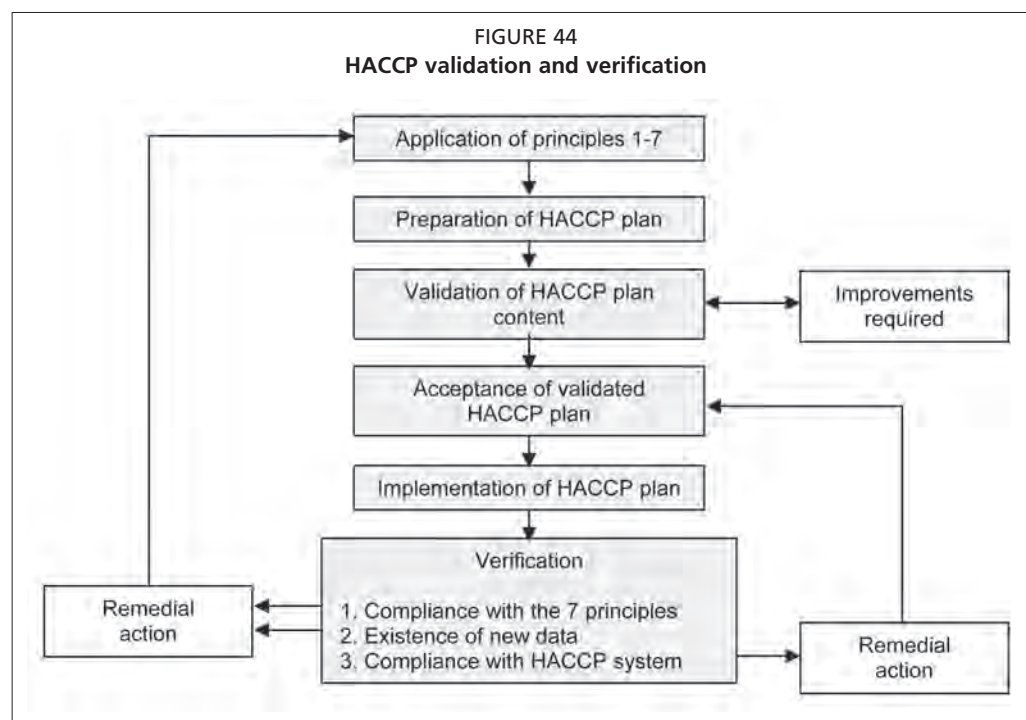 FIGURE 44
HACCP validation and verification
Application of principles 1-7
Preparation of HACCP plan
Validation of HACCP plan
content
Improvements
required
Acceptance of validated
HACCP plan
Implementation of HACCP plan
Verification
1. Compliance with the 7 principles
2. Existence of new data
3. Compliance with HACCP system
Remedial
action
Remedial
action